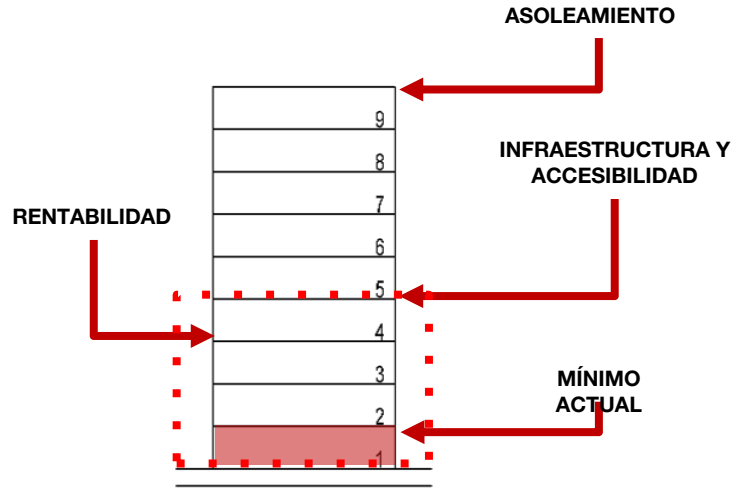 ASOLEAMIENTO
9
8
INFRAESTRUCTURA Y
ACCESIBILIDAD
7
RENTABILIDAD
6
5
4
3
MÍNIMO
ACTUAL
2
1